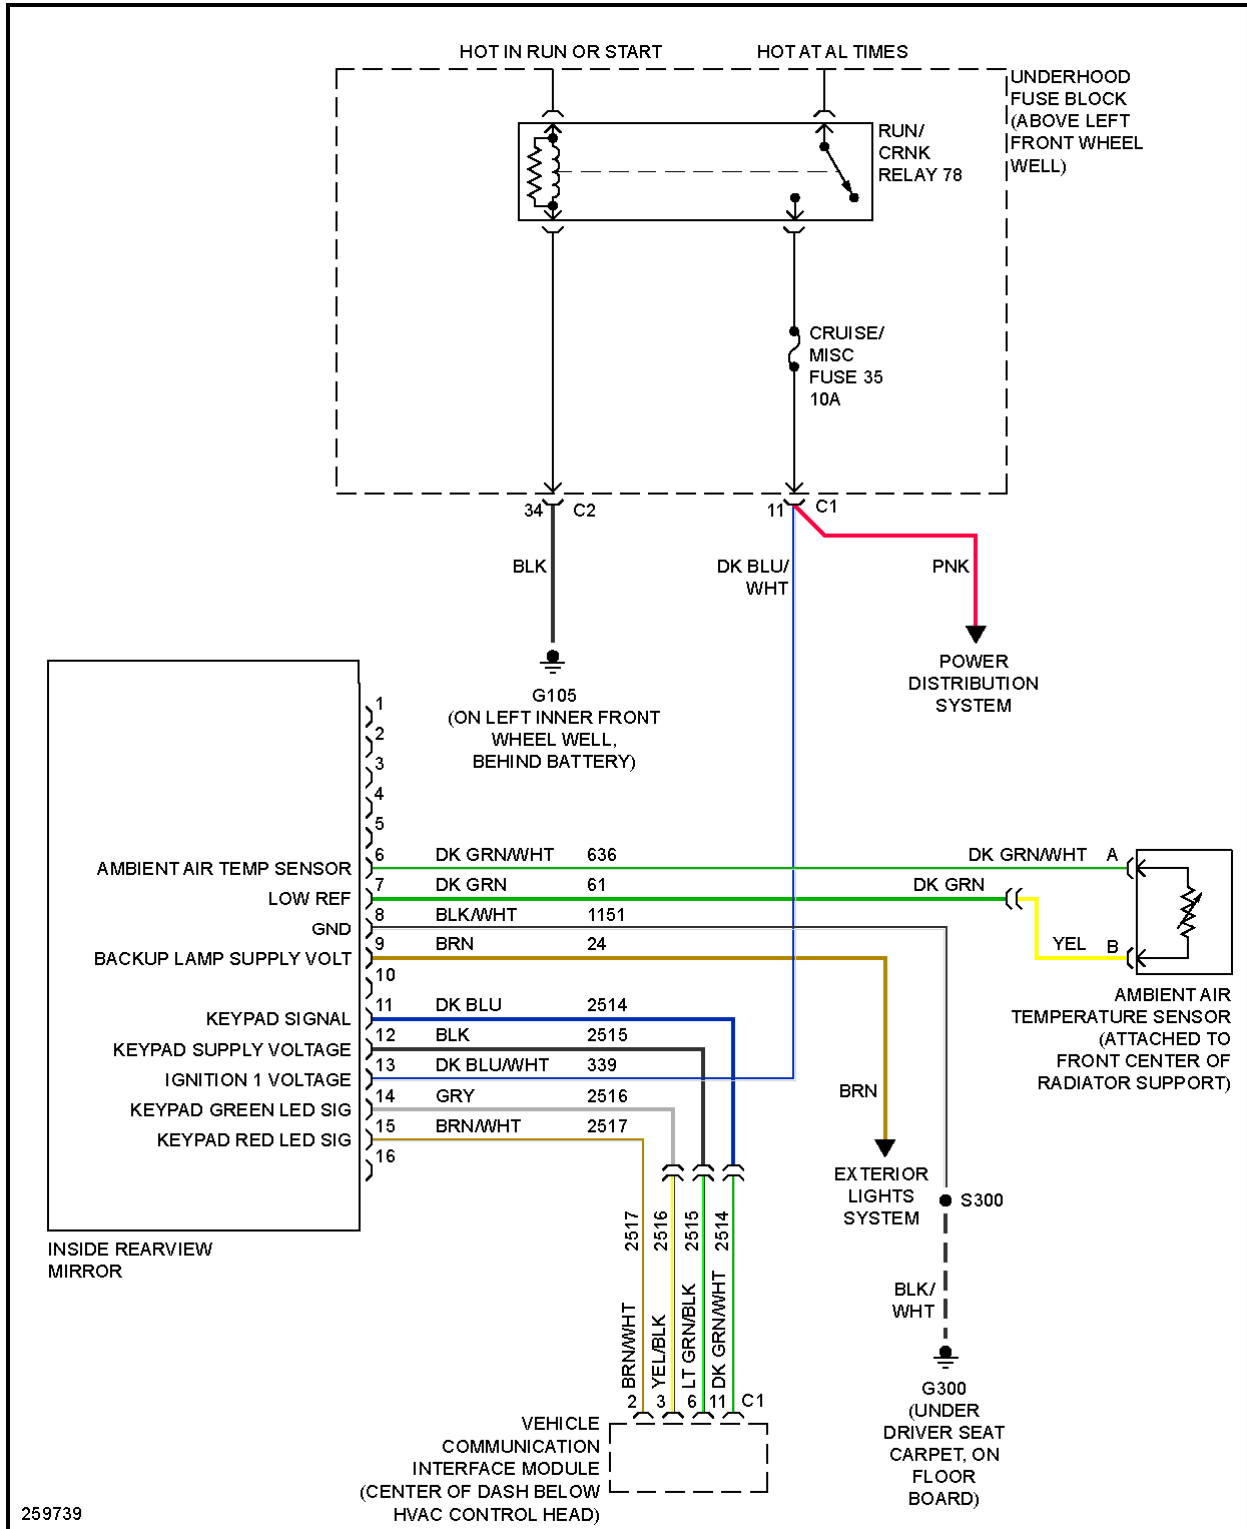 HOT IN RUN OR START
HOT AT AL TIMES
UNDERHOOD
FUSE BLOCK
(ABOVE LEFT
FRONT WHEEL
WELL)
RUN/
CRNK
RELAY 78
CRUISE/
MISC
FUSE 35
10A
34
C2
11
C1
BLK
DK BLU/
WHT
PNK
POWER
DISTRIBUTION
SYSTEM
G105
(ON LEFT INNER FRONT
WHEEL WELL,
BEHIND BATTERY)
1
2
3
4
5
AMBIENT AIR TEMP SENSOR 6 DK GRN/WHT 636 DK GRN/WHT A
LOW REF 7 DK GRN 61 DK GRN
GND 8 BLK/WHT 1151
BACKUP LAMP SUPPLY VOLT 9 BRN 24 YEL B
10
KEYPAD SIGNAL 11 DK BLU 2514
KEYPAD SUPPLY VOLTAGE 12 BLK 2515
IGNITION 1 VOLTAGE 13 DK BLU/WHT 339
KEYPAD GREEN LED SIG 14 GRY 2516
KEYPAD RED LED SIG 15 BRN/WHT 2517
16
INSIDE REARVIEW
MIRROR
AMBIENT AIR
TEMPERATURE SENSOR
(ATTACHED TO
FRONT CENTER OF
RADIATOR SUPPORT)
BRN
EXTERIOR
LIGHTS
SYSTEM
S300
BLK/
WHT
G300
(UNDER
DRIVER SEAT
CARPET, ON
FLOOR
BOARD)
2517
2516
2515
2514
BRN/WHT
YEL/BLK
LT GRN/BLK
DK GRN/WHT
2 3 6 11 C1
VEHICLE
COMMUNICATION
INTERFACE MODULE
(CENTER OF DASH BELOW
HVAC CONTROL HEAD)
259739